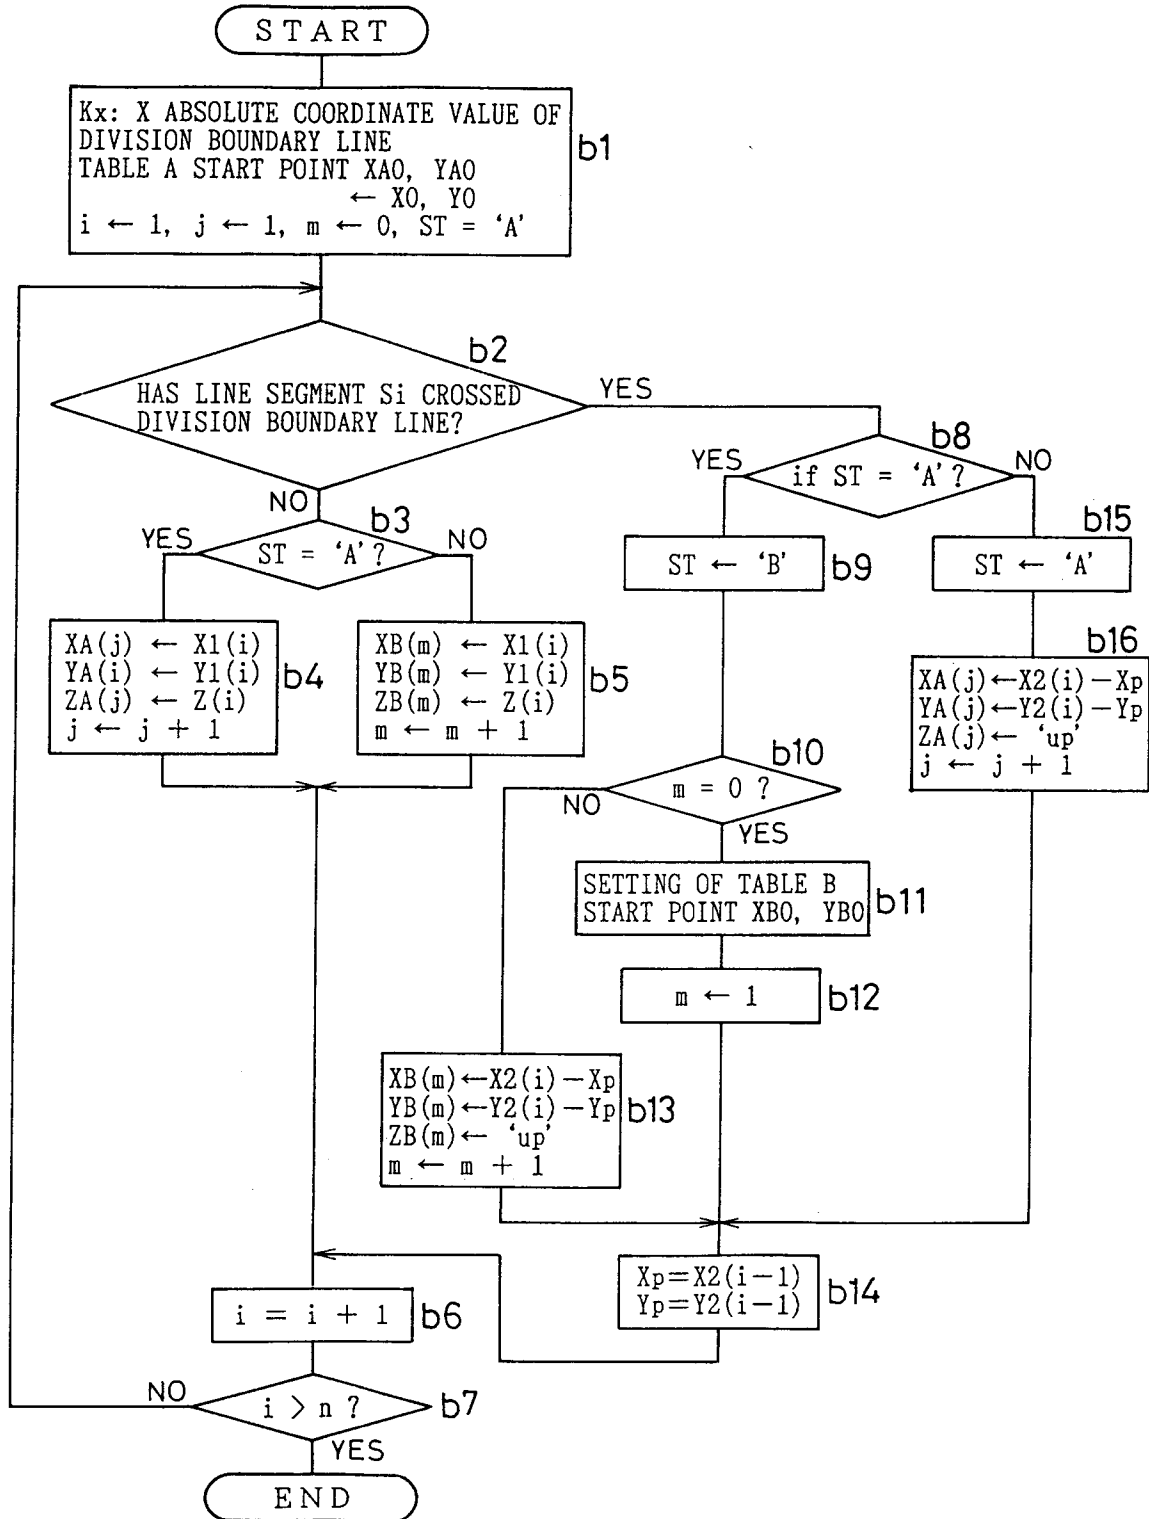 START
Kx: X ABSOLUTE COORDINATE VALUE OF
DIVISION BOUNDARY LINE
TABLE A START POINT XA0, YA0
← X0, Y0
i ← 1, j ← 1, m ← 0, ST = ‘A’
b1
b2
HAS LINE SEGMENT Si CROSSED
DIVISION BOUNDARY LINE?
YES
NO
b3
YES
ST = ‘A’?
NO
XA(j) ← X1(i)
YA(i) ← Y1(i)
ZA(j) ← Z(i)
j ← j + 1
b4
XB(m) ← X1(i)
YB(m) ← Y1(i)
ZB(m) ← Z(i)
m ← m + 1
b5
b8
YES
if ST = ‘A’?
NO
ST ← ‘B’
b9
b15
ST ← ‘A’
b16
XA(j)←X2(i)−Xp
YA(j)←Y2(i)−Yp
ZA(j)← ‘up’
j ← j + 1
b10
m = 0 ?
NO
YES
SETTING OF TABLE B
START POINT XB0, YB0
b11
m ← 1
b12
XB(m)←X2(i)−Xp
YB(m)←Y2(i)−Yp
ZB(m)← ‘up’
m ← m + 1
b13
Xp=X2(i−1)
Yp=Y2(i−1)
b14
i = i + 1
b6
NO
i > n ?
b7
YES
END